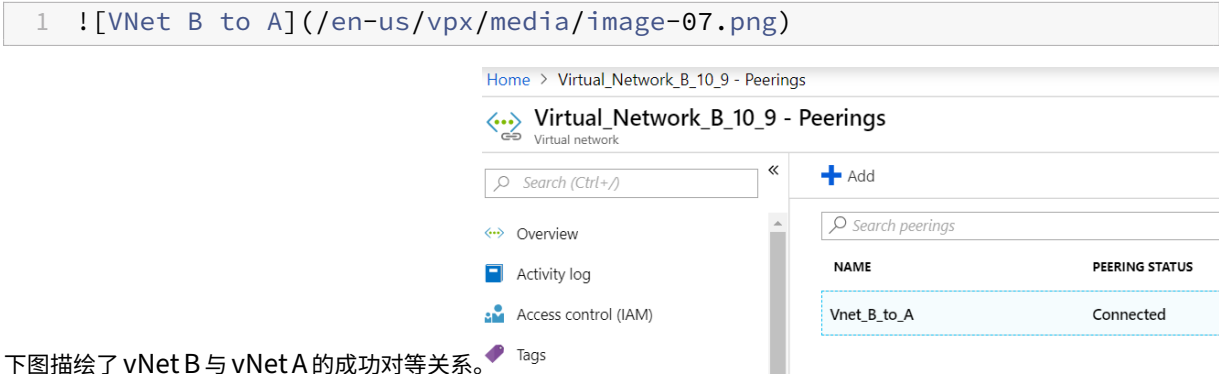 1 ![VNet B to A](/en-us/vpx/media/image-07.png)
Home > Virtual_Network_B_10_9 - Peerings
Virtual_Network_B_10_9 - Peerings
Virtual network
Search (Ctrl+/)
«
Add
Overview
Search peerings
Activity log
NAME PEERING STATUS
Access control (IAM)
Vnet_B_to_A Connected
Tags
下图描绘了 vNet B 与 vNet A 的成功对等关系。